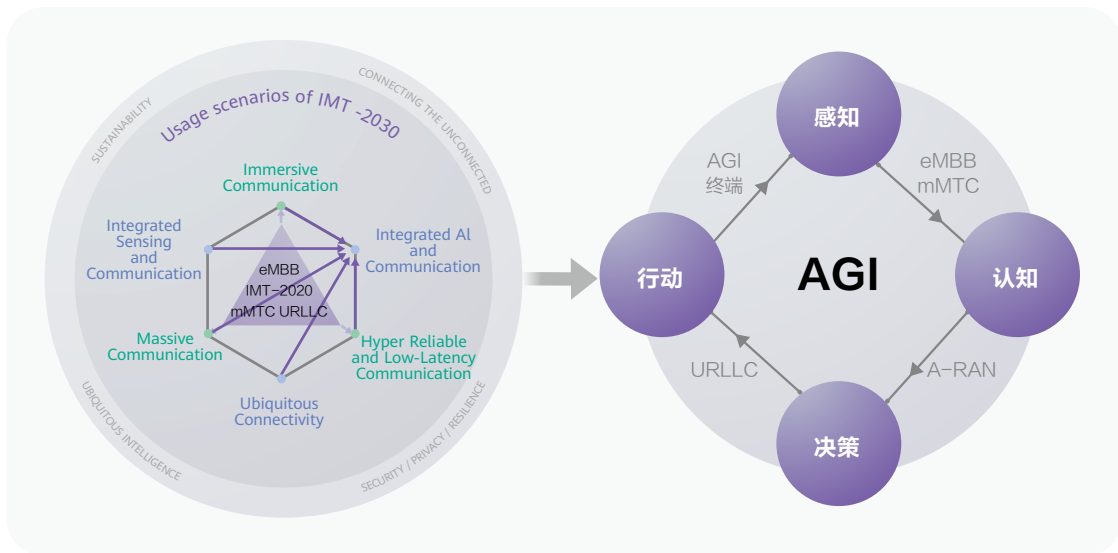 SUSTAINABILITY
CONNECTING THE UNCONNECTED
Usage scenarios of IMT -2030
Immersive
Communication
Integrated
Sensing
and
Communication
Integrated AI
and
Communication
eMBB
IMT-2020
mMTC URLLC
Massive
Communication
Hyper Reliable
and Low-Latency
Communication
Ubiquitous
Connectivity
UBIQUITOUS INTELLIGENCE
SECURITY / PRIVACY / RESILIENCE
感知
AGI
终端
eMBB
mMTC
行动
AGI
认知
URLLC
A-RAN
决策